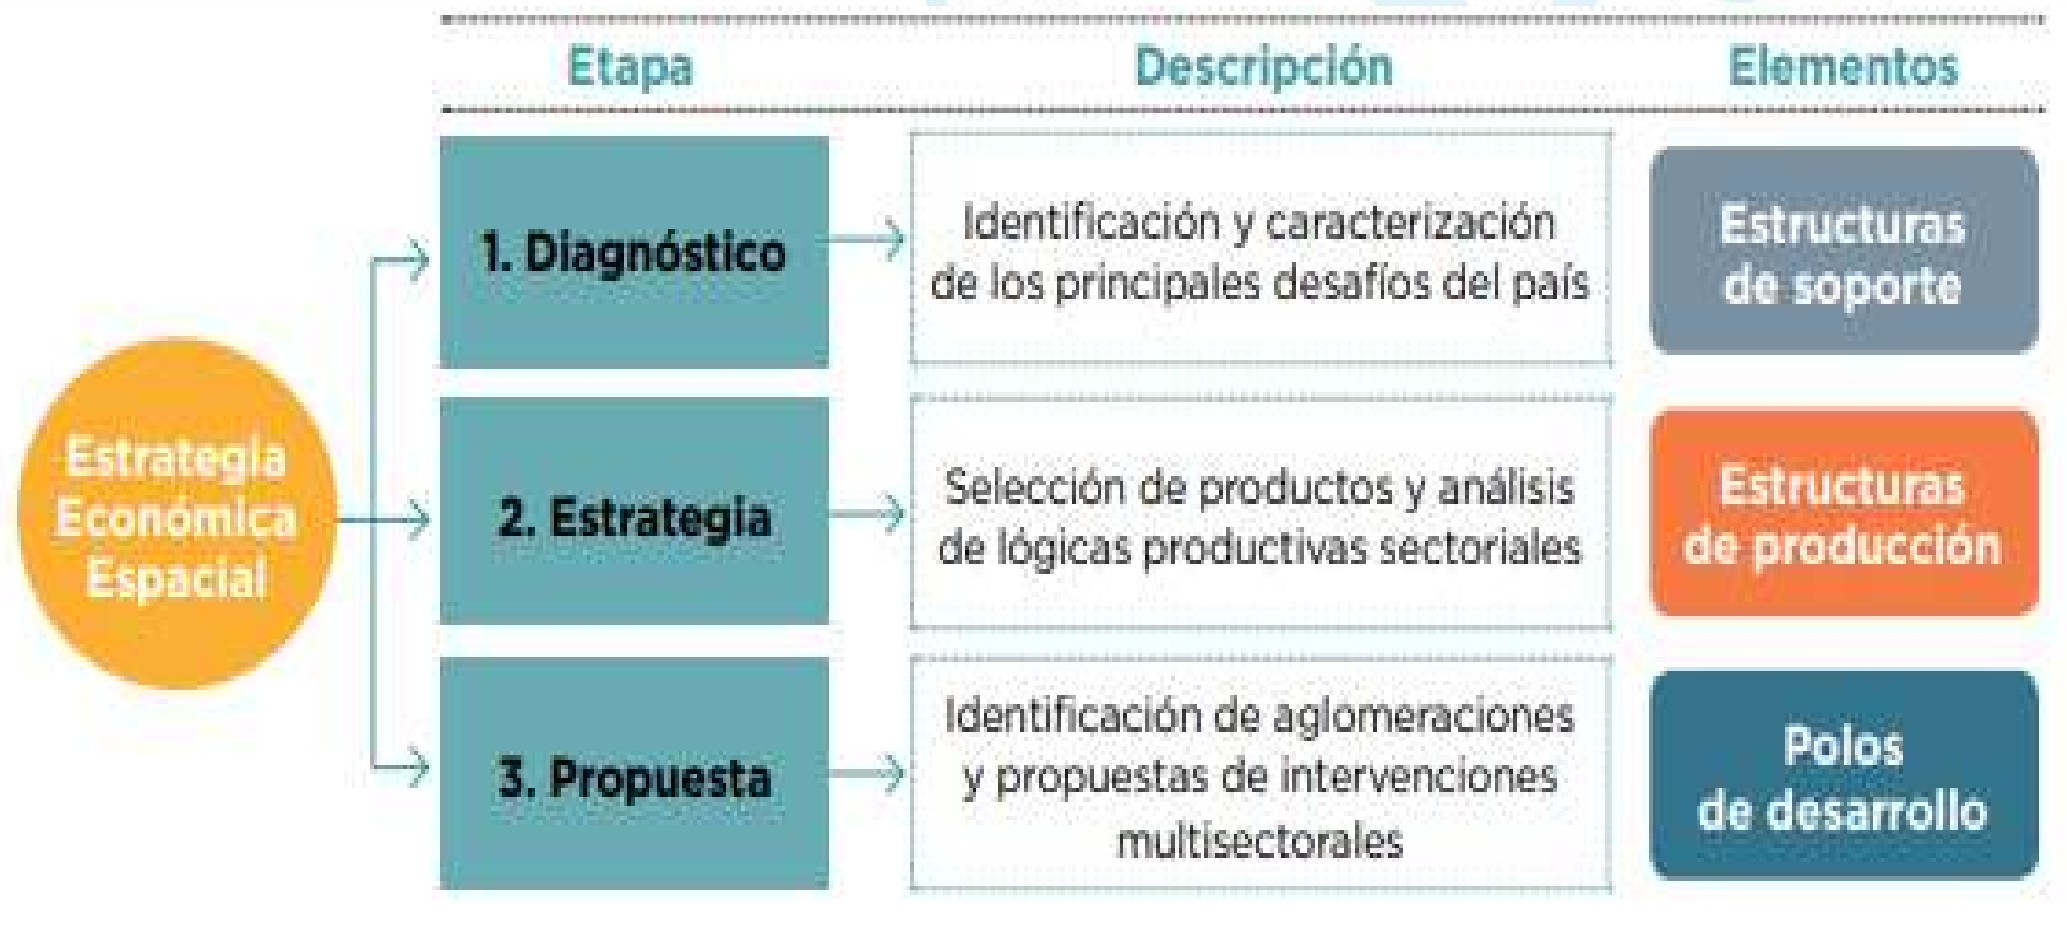 Etapa
Descripción
Elementos
Estrategia
Económica
Espacial
1. Diagnóstico
Identificación y caracterización
de los principales desafíos del país
Estructuras
de soporte
2. Estrategia
Selección de productos y análisis
de lógicas productivas sectoriales
Estructuras
de producción
3. Propuesta
Identificación de aglomeraciones
y propuestas de intervenciones
multisectorales
Polos
de desarrollo